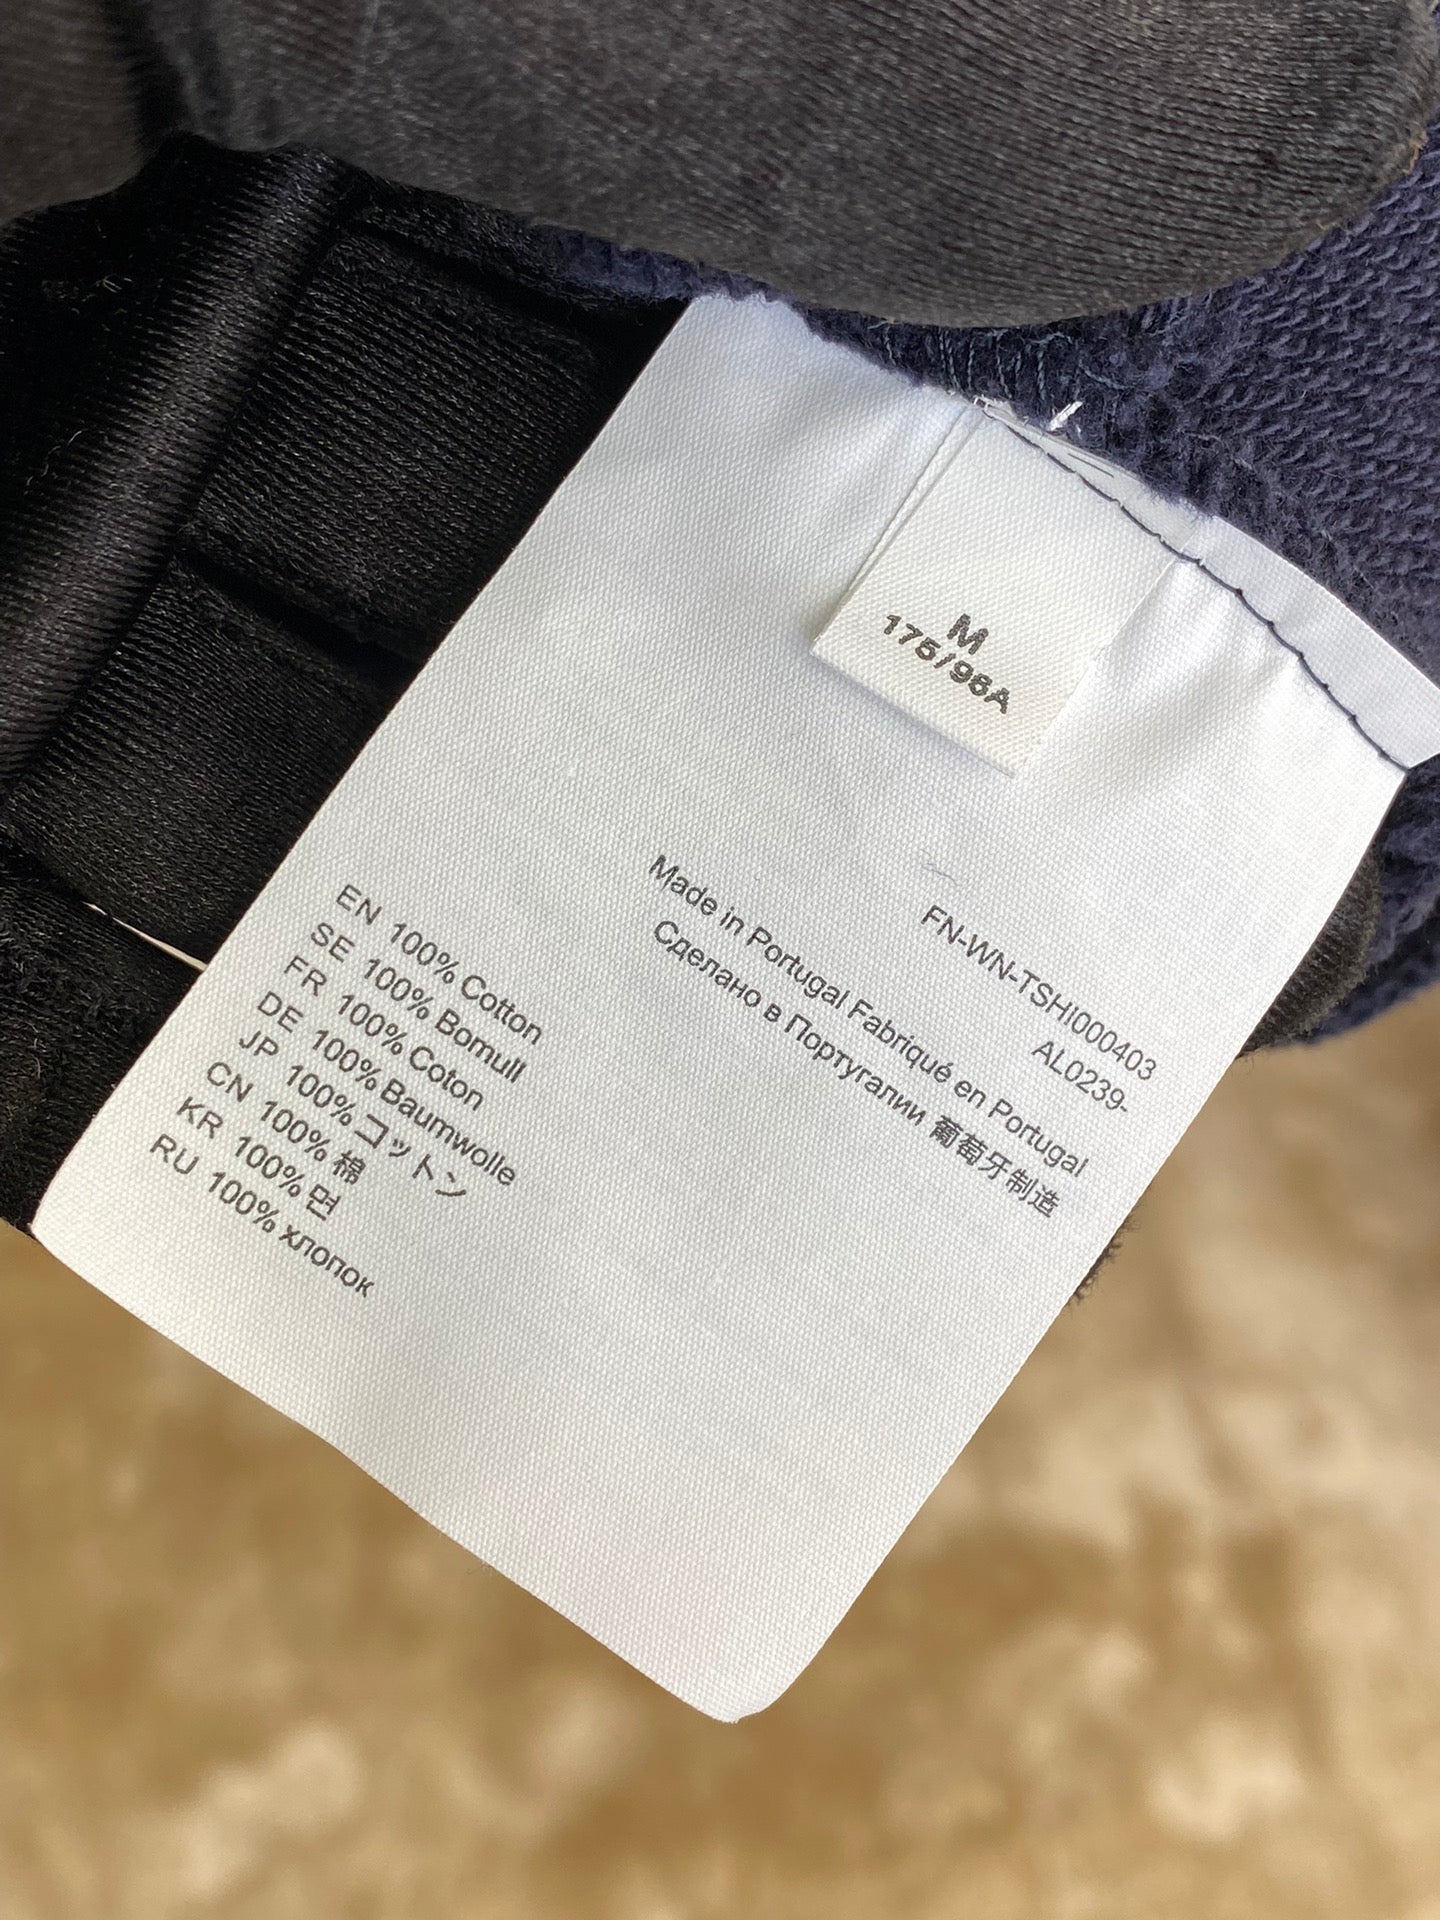 M
175/96A
FN-WN-TSHI000403
AL0239-
Made in Portugal Fabriqué en Portugal
Сделано в Португалии 葡萄牙制造
EN 100% Cotton
SE 100% Bomull
FR 100% Coton
DE 100% Baumwolle
JP 100% コットン
CN 100% 棉
KR 100% 면
RU 100% хлопок